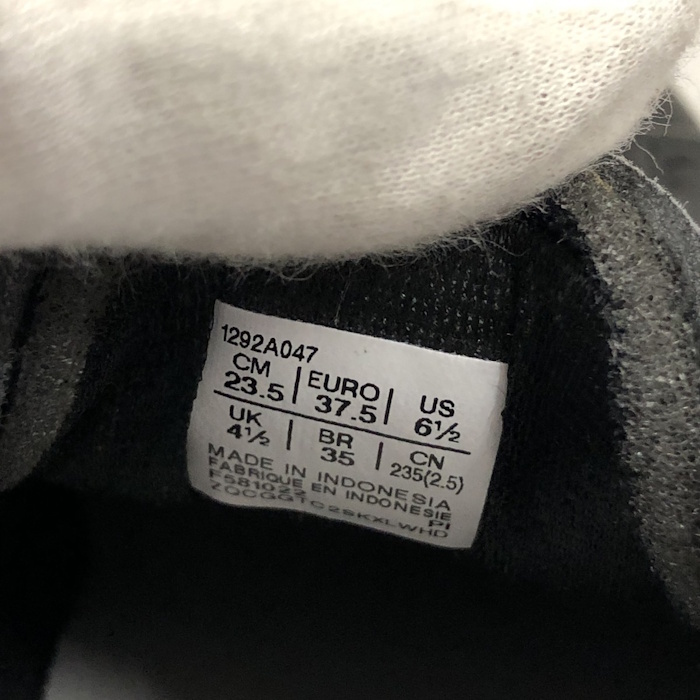 1292A047
CM 23.5 | EURO 37.5 | US 6½
UK 4½ | BR 35 | CN 235(2.5)
MADE IN INDONESIA
FABRIQUE EN INDONESIE
PI